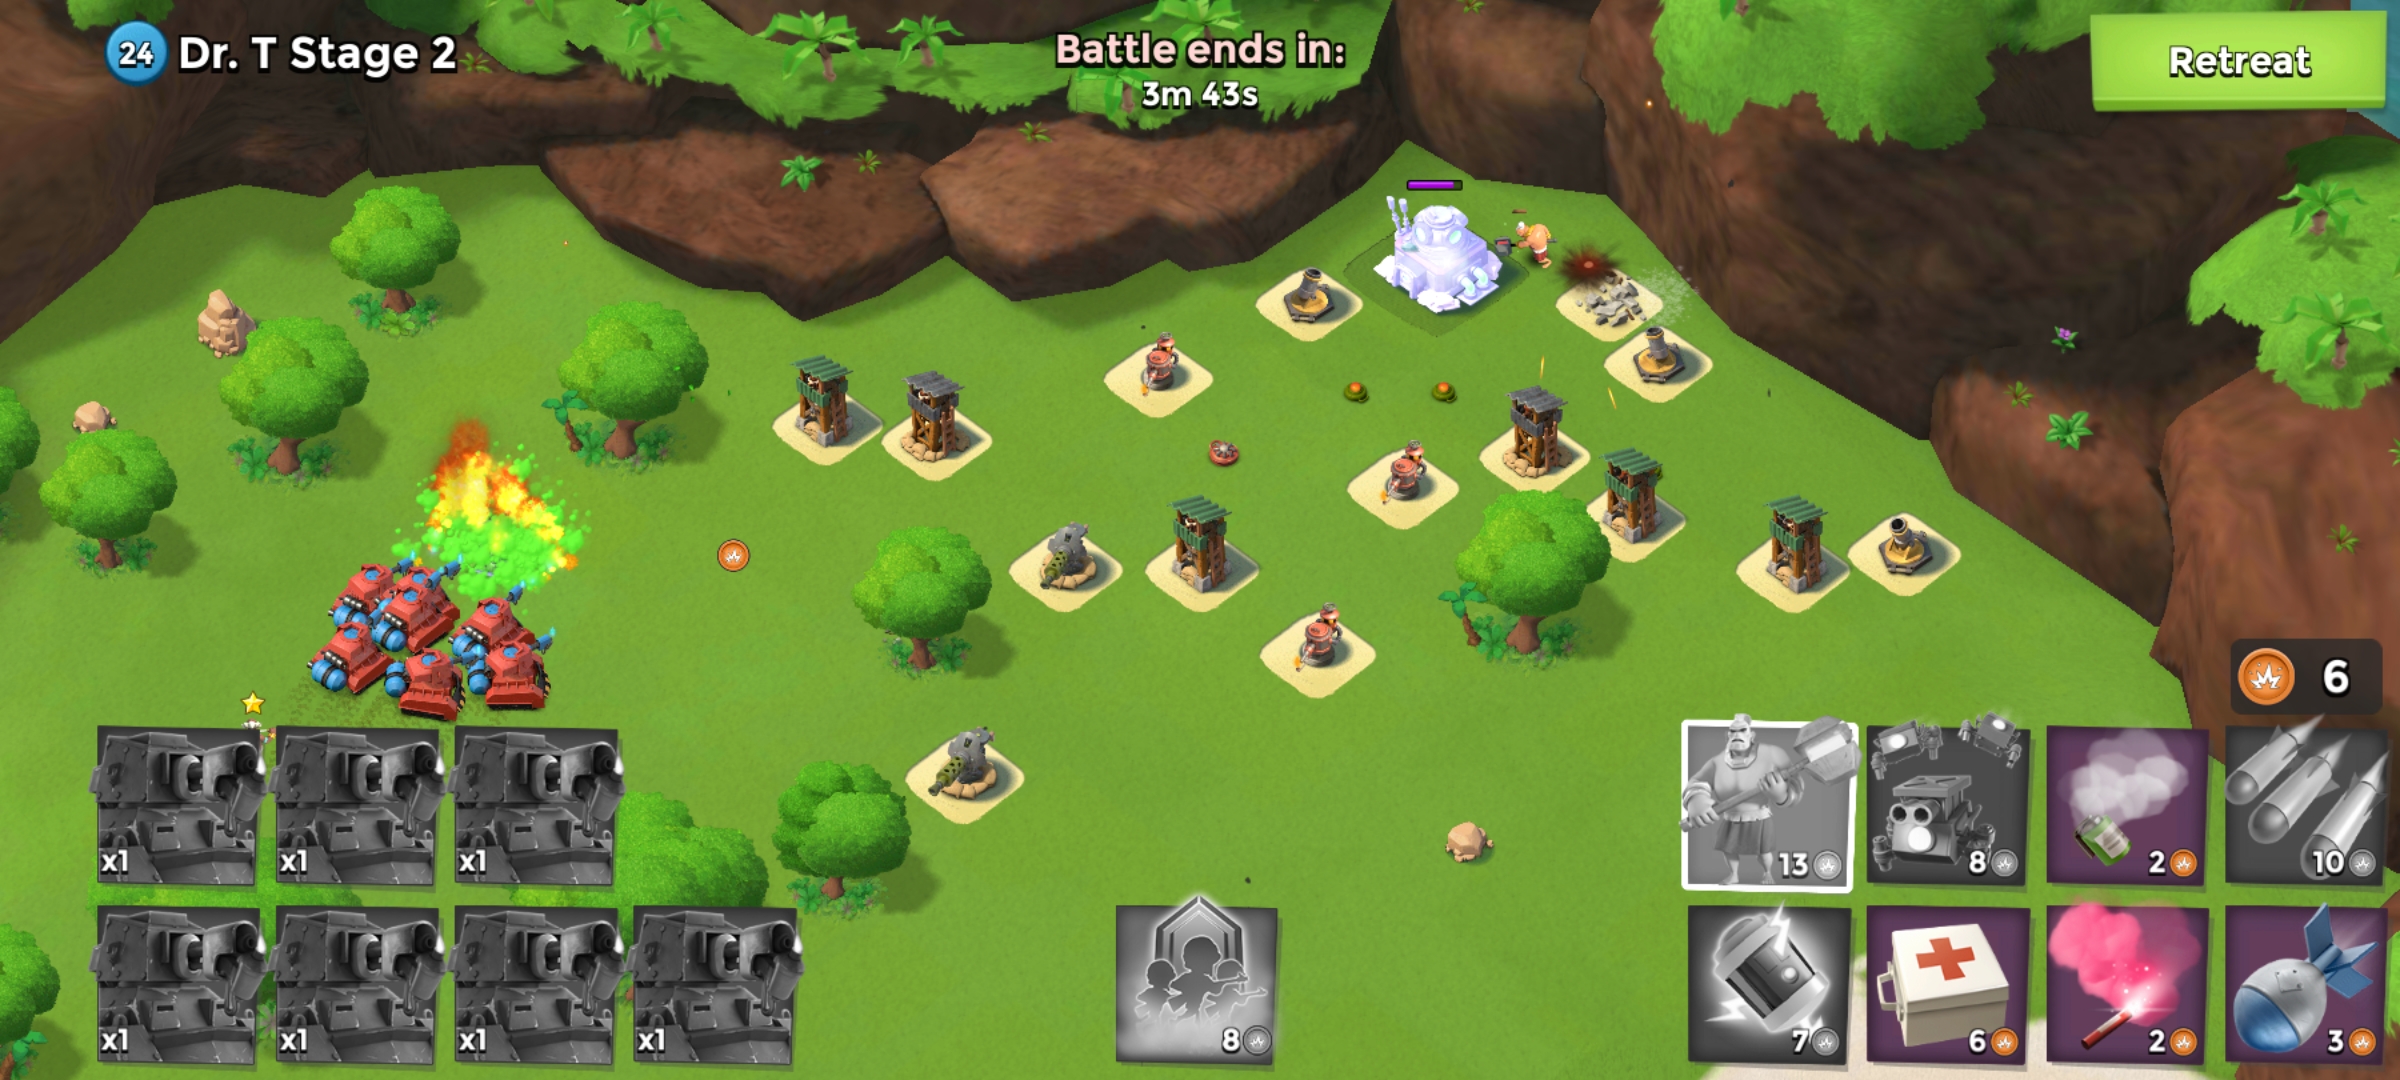 24 Dr. T Stage 2
Battle ends in:
3m 43s
Retreat
6
x1 x1 x1
13 8 2 10
x1 x1 x1 x1
8
7 6 2 3